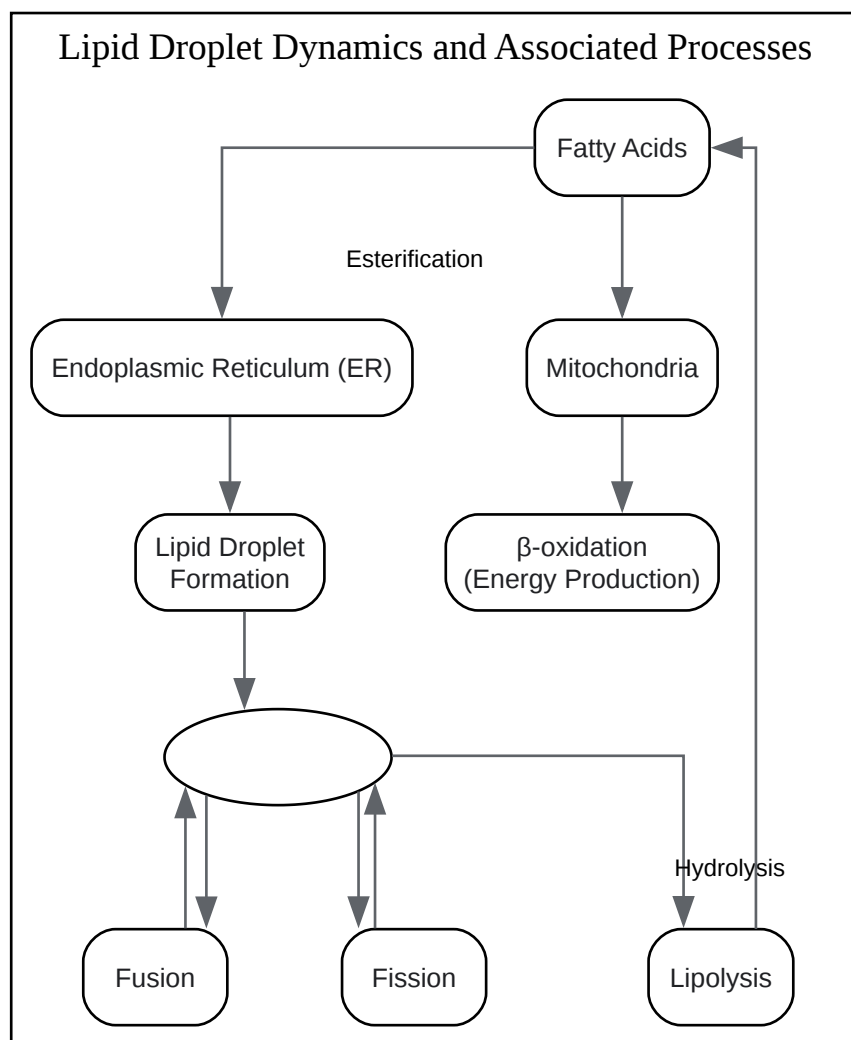 Lipid Droplet Dynamics and Associated Processes
Fatty Acids
Esterification
Endoplasmic Reticulum (ER)
Mitochondria
Lipid Droplet
Formation
β-oxidation
(Energy Production)
Hydrolysis
Fusion
Fission
Lipolysis